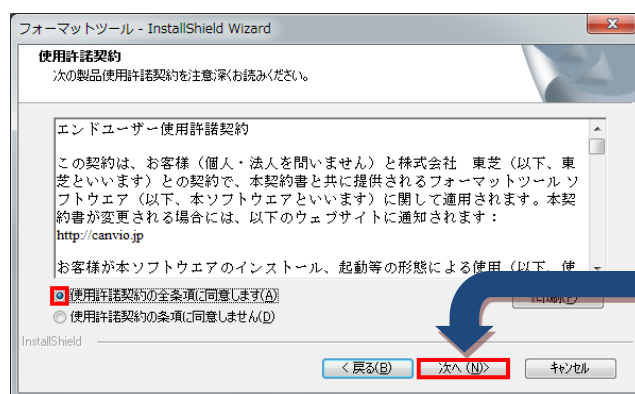 フォーマットツール - InstallShield Wizard
使用許諾契約
次の製品使用許諾契約を注意深くお読みください。
エンドユーザー使用許諾契約
この契約は、お客様（個人・法人を問いません）と株式会社　東芝（以下、東
芝といいます）との契約で、本契約書と共に提供されるフォーマットツール ソ
フトウエア（以下、本ソフトウエアといいます）に関して適用されます。本契
約書が変更される場合には、以下のウェブサイトに通知されます：
http://canvio.jp
お客様が本ソフトウエアのインストール、起動等の形態による使用（以下、使
使用許諾契約の全条項に同意します(A)
使用許諾契約の条項に同意しません(D)
InstallShield
< 戻る(B)
次へ (N)>
キャンセル